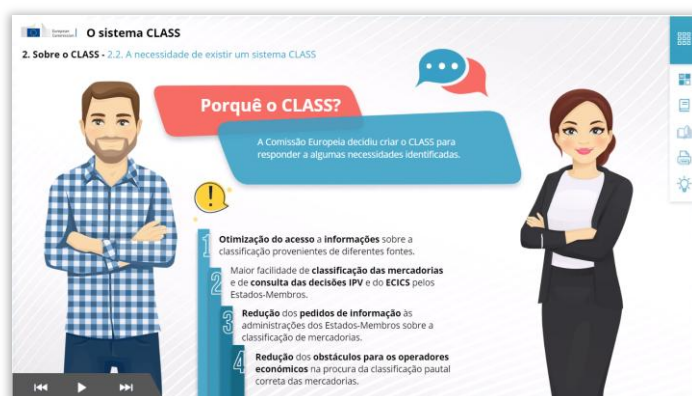 European
Commission
O sistema CLASS
2. Sobre o CLASS - 2.2. A necessidade de existir um sistema CLASS
Porquê o CLASS?
A Comissão Europeia decidiu criar o CLASS para
responder a algumas necessidades identificadas.
!
1
Otimização do acesso a informações sobre a
classificação provenientes de diferentes fontes.
2
Maior facilidade de classificação das mercadorias
e de consulta das decisões IPV e do ECICS pelos
Estados-Membros.
3
Redução dos pedidos de informação às
administrações dos Estados-Membros sobre a
classificação de mercadorias.
4
Redução dos obstáculos para os operadores
económicos na procura da classificação pautal
correta das mercadorias.